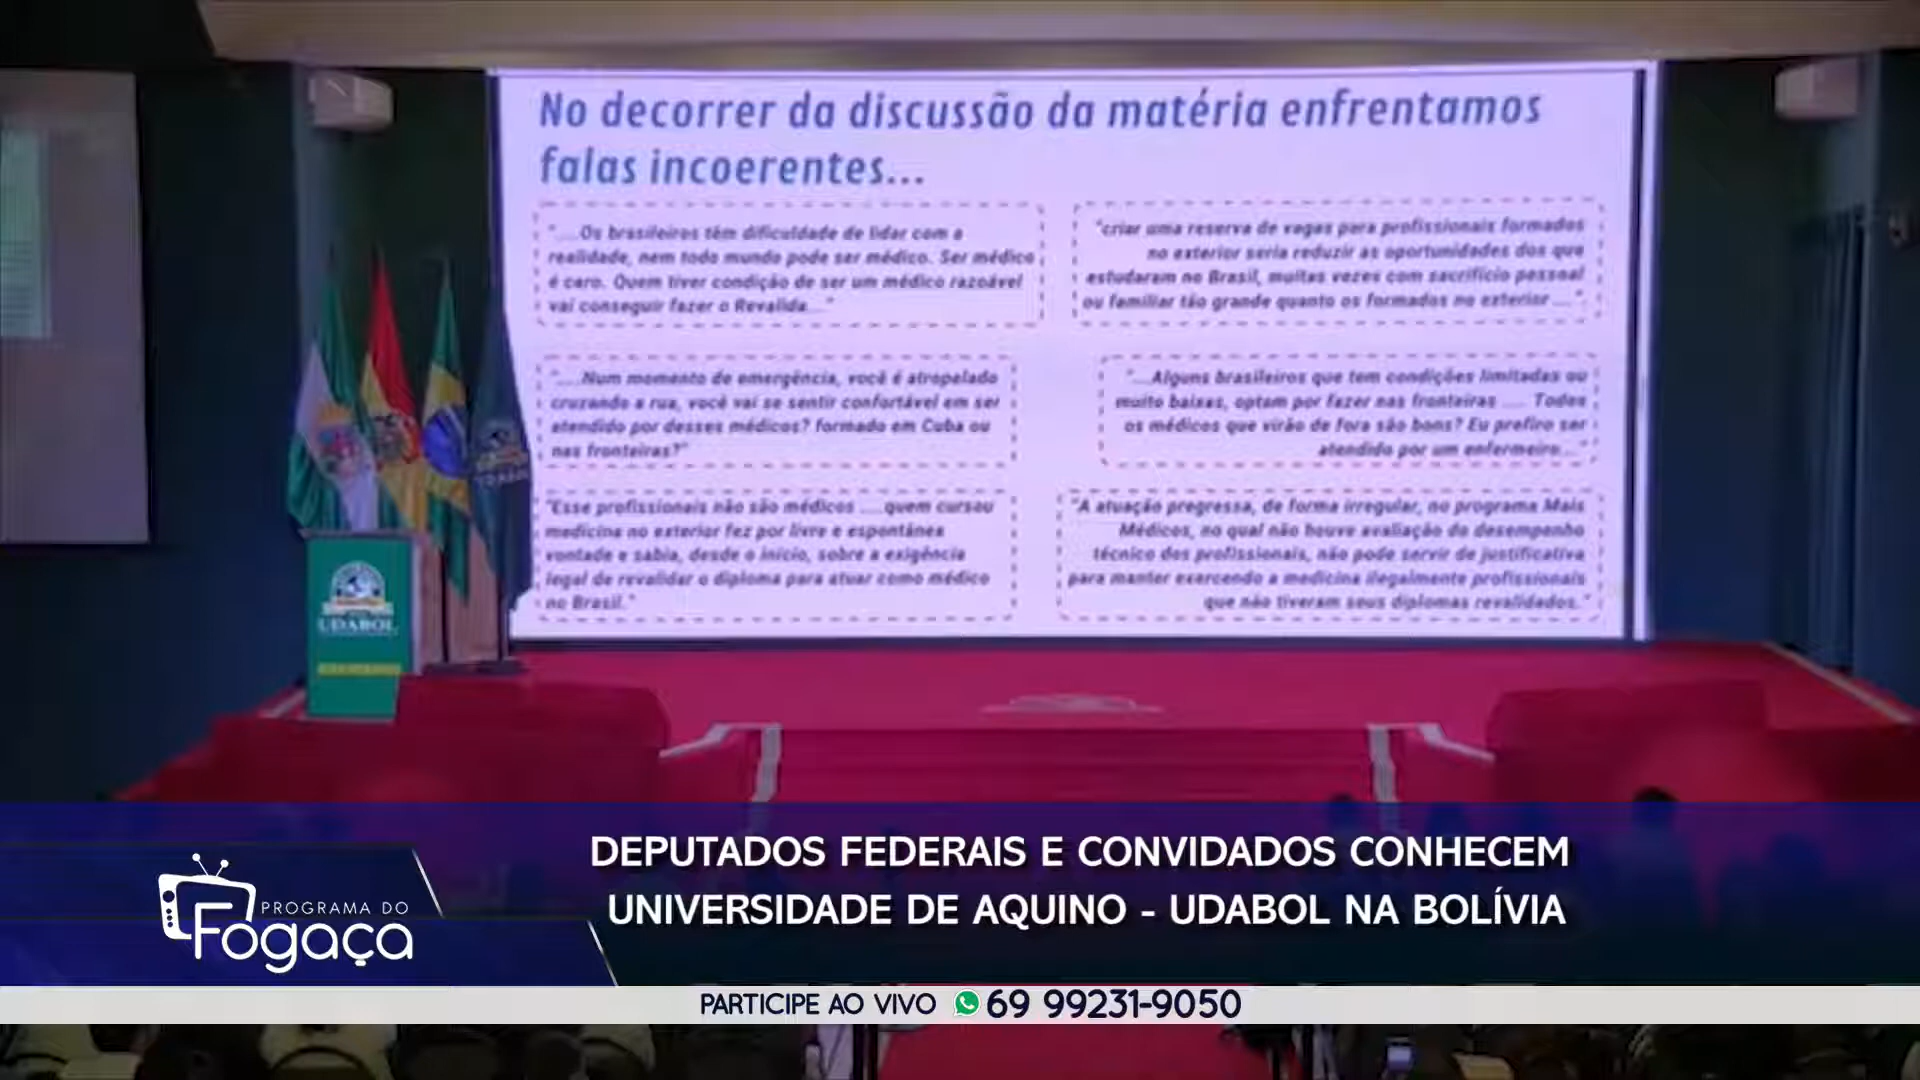 No decorrer da discussão da matéria enfrentamos
falas incoerentes...
"....Os brasileiros têm dificuldade de lidar com a
realidade, nem todo mundo pode ser médico. Ser médico
é caro. Quem tiver condição de ser um médico razoável
vai conseguir fazer o Revalida..."
"criar uma reserva de vagas para profissionais formados
no exterior seria reduzir as oportunidades dos que
estudaram no Brasil, muitas vezes com sacrifício pessoal
ou familiar tão grande quanto os formados no exterior ...."
"....Num momento de emergência, você é atropelado
cruzando a rua, você vai se sentir confortável em ser
atendido por desses médicos? formado em Cuba ou
nas fronteiras?"
"...Alguns brasileiros que tem condições limitadas ou
muito baixas, optam por fazer nas fronteiras .... Todos
os médicos que virão de fora são bons? Eu prefiro ser
atendido por um enfermeiro..."
"Esse profissionais não são médicos ....quem cursou
medicina no exterior fez por livre e espontânea
vontade e sabia, desde o início, sobre a exigência
legal de revalidar o diploma para atuar como médico
no Brasil."
"A atuação pregressa, de forma irregular, no programa Mais
Médicos, no qual não houve avaliação do desempenho
técnico dos profissionais, não pode servir de justificativa
para manter exercendo a medicina ilegalmente profissionais
que não tiveram seus diplomas revalidados."
UDABOL
PROGRAMA DO
Fogaça
DEPUTADOS FEDERAIS E CONVIDADOS CONHECEM
UNIVERSIDADE DE AQUINO - UDABOL NA BOLÍVIA
PARTICIPE AO VIVO 69 99231-9050